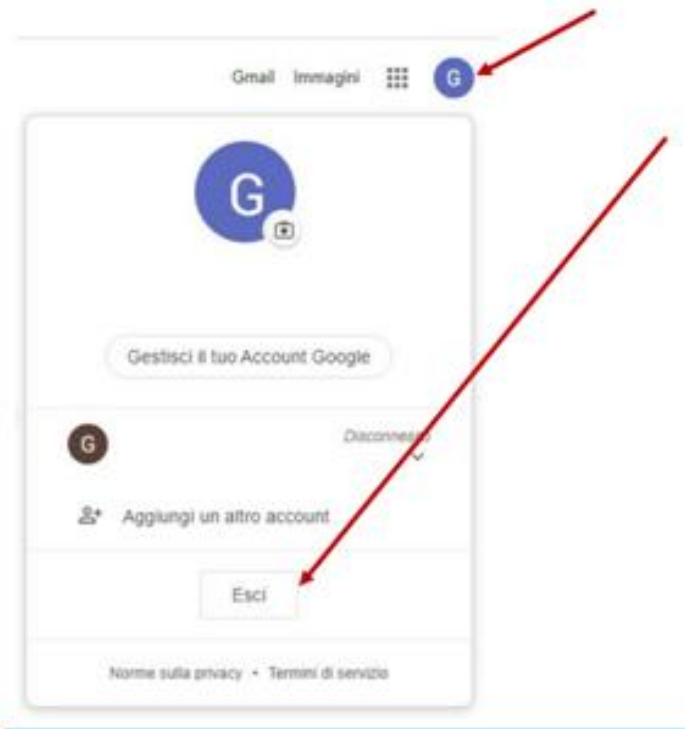 Gmail Immagini G
G
Gestisci il tuo Account Google
G Disconnesso
Aggiungi un altro account
Esci
Norme sulla privacy • Termini di servizio